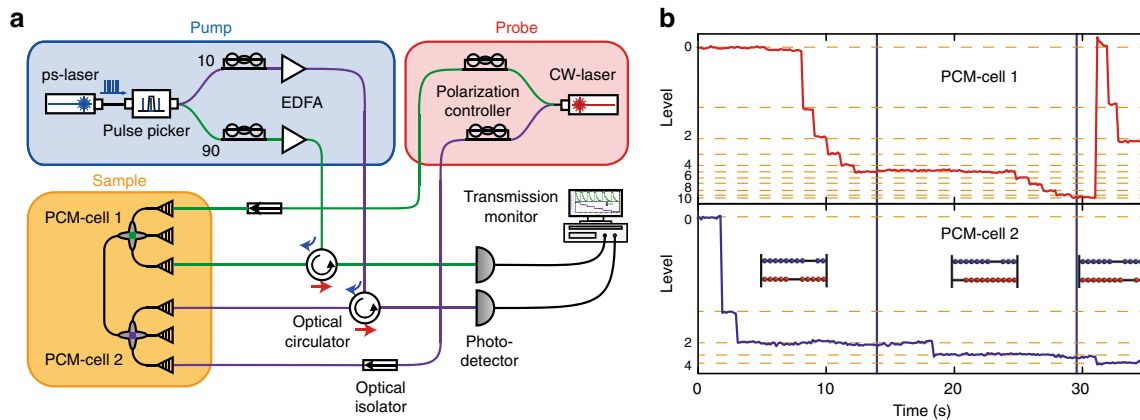 a
Pump
Probe
ps-laser
10
EDFA
Pulse picker
90
Polarization
controller
CW-laser
Sample
PCM-cell 1
PCM-cell 2
Transmission
monitor
Optical
circulator
Photo-
detector
Optical
isolator
b
Level
0
2
4
6
8
10
PCM-cell 1
Level
0
2
4
PCM-cell 2
0
10
20
30
Time (s)